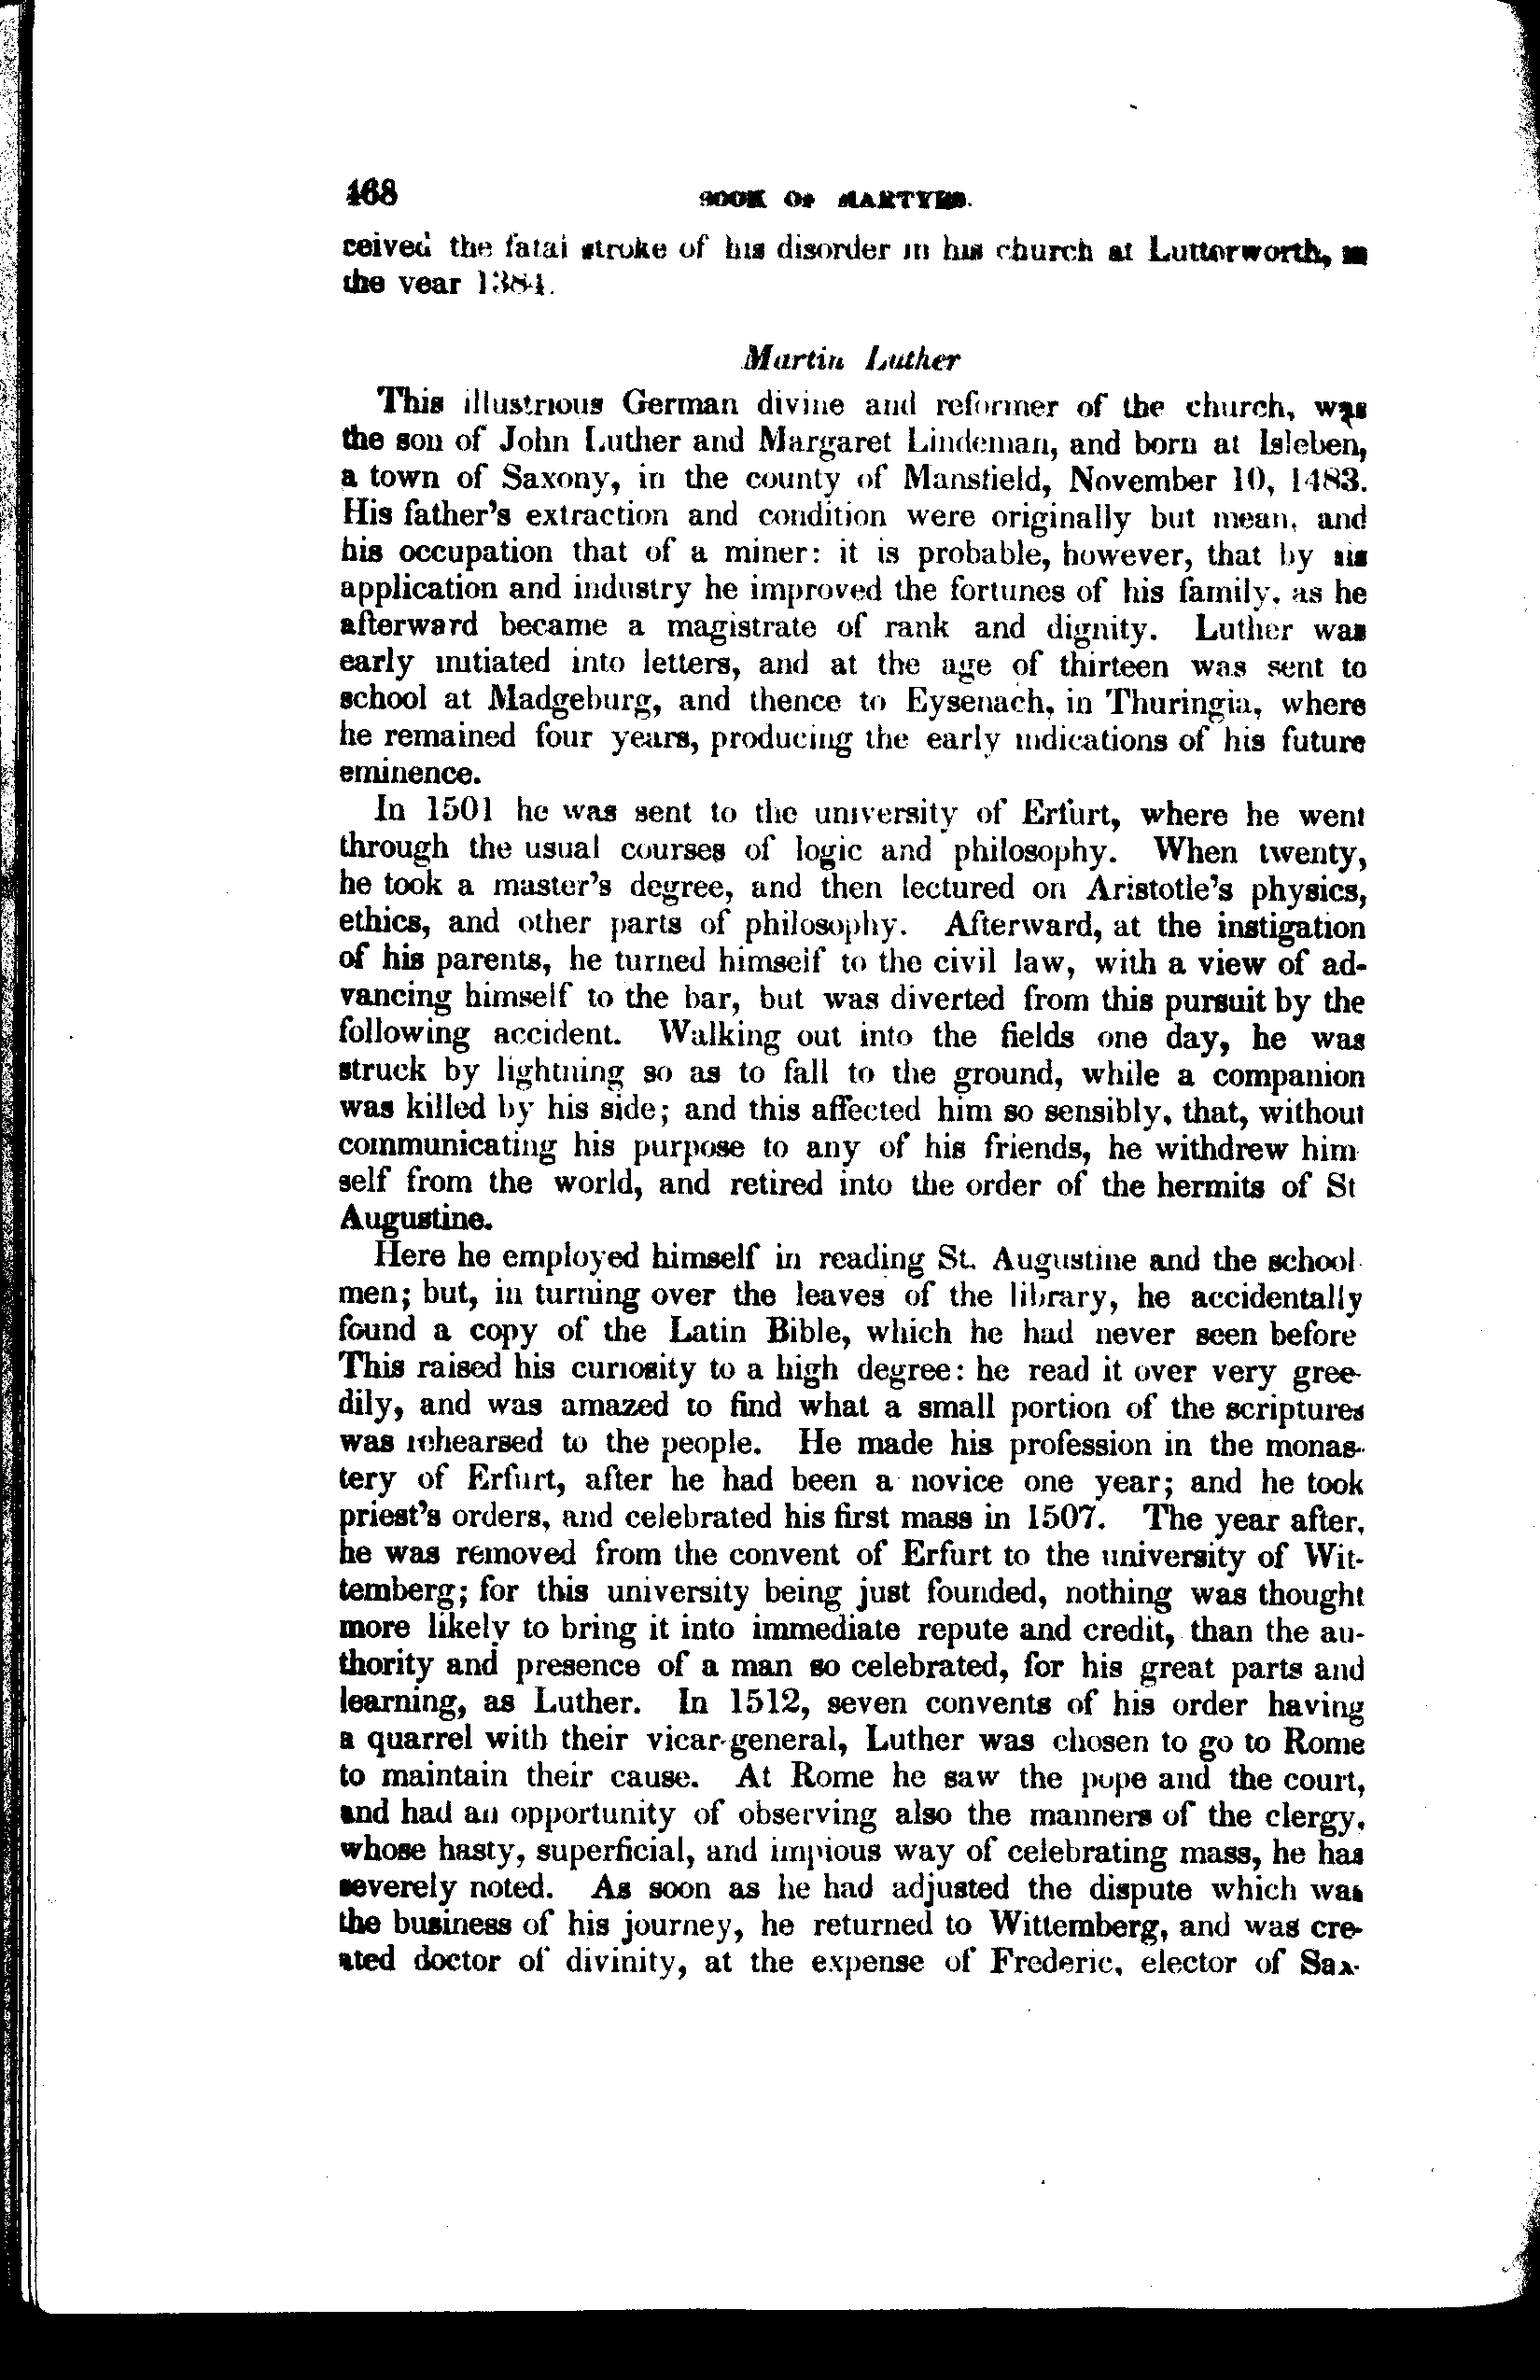 468 BOOK OF MARTYRS.
ceived the fatal stroke of his disorder in his church at Lutterworth, in
the year 1384.
Martin Luther
This illustrious German divine and reformer of the church, was
the son of John Luther and Margaret Lindeman, and born at Isleben,
a town of Saxony, in the county of Mansfield, November 10, 1483.
His father's extraction and condition were originally but mean, and
his occupation that of a miner: it is probable, however, that by his
application and industry he improved the fortunes of his family, as he
afterward became a magistrate of rank and dignity. Luther was
early initiated into letters, and at the age of thirteen was sent to
school at Madgeburg, and thence to Eysenach, in Thuringia, where
he remained four years, producing the early indications of his future
eminence.
In 1501 he was sent to the university of Erfurt, where he went
through the usual courses of logic and philosophy. When twenty,
he took a master's degree, and then lectured on Aristotle's physics,
ethics, and other parts of philosophy. Afterward, at the instigation
of his parents, he turned himself to the civil law, with a view of ad-
vancing himself to the bar, but was diverted from this pursuit by the
following accident. Walking out into the fields one day, he was
struck by lightning so as to fall to the ground, while a companion
was killed by his side; and this affected him so sensibly, that, without
communicating his purpose to any of his friends, he withdrew him
self from the world, and retired into the order of the hermits of St
Augustine.
Here he employed himself in reading St. Augustine and the school
men; but, in turning over the leaves of the library, he accidentally
found a copy of the Latin Bible, which he had never seen before
This raised his curiosity to a high degree: he read it over very gree-
dily, and was amazed to find what a small portion of the scriptures
was rehearsed to the people. He made his profession in the monas-
tery of Erfurt, after he had been a novice one year; and he took
priest's orders, and celebrated his first mass in 1507. The year after,
he was removed from the convent of Erfurt to the university of Wit-
temberg; for this university being just founded, nothing was thought
more likely to bring it into immediate repute and credit, than the au-
thority and presence of a man so celebrated, for his great parts and
learning, as Luther. In 1512, seven convents of his order having
a quarrel with their vicar-general, Luther was chosen to go to Rome
to maintain their cause. At Rome he saw the pope and the court,
and had an opportunity of observing also the manners of the clergy,
whose hasty, superficial, and impious way of celebrating mass, he has
severely noted. As soon as he had adjusted the dispute which was
the business of his journey, he returned to Wittemberg, and was cre-
ated doctor of divinity, at the expense of Frederic, elector of Sax-